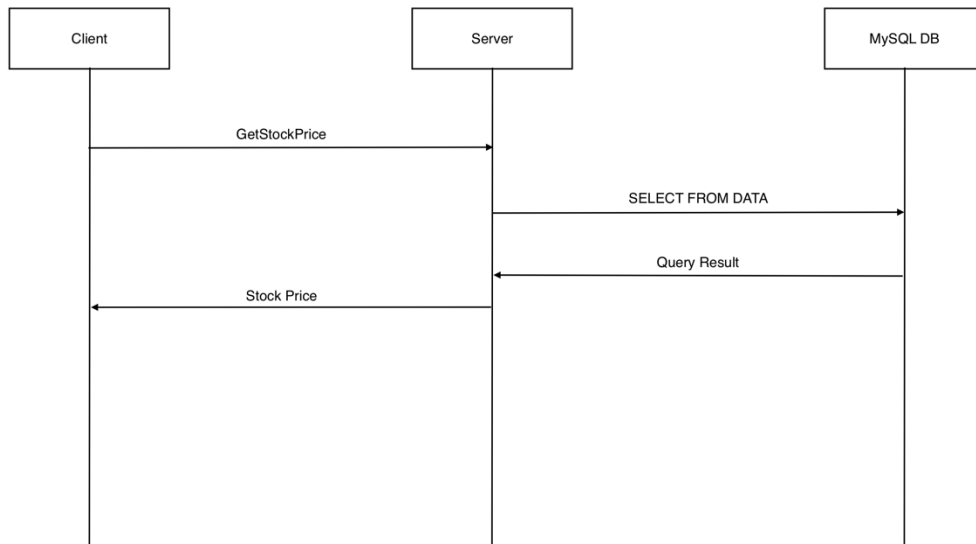 Client
Server
MySQL DB
GetStockPrice
SELECT FROM DATA
Query Result
Stock Price